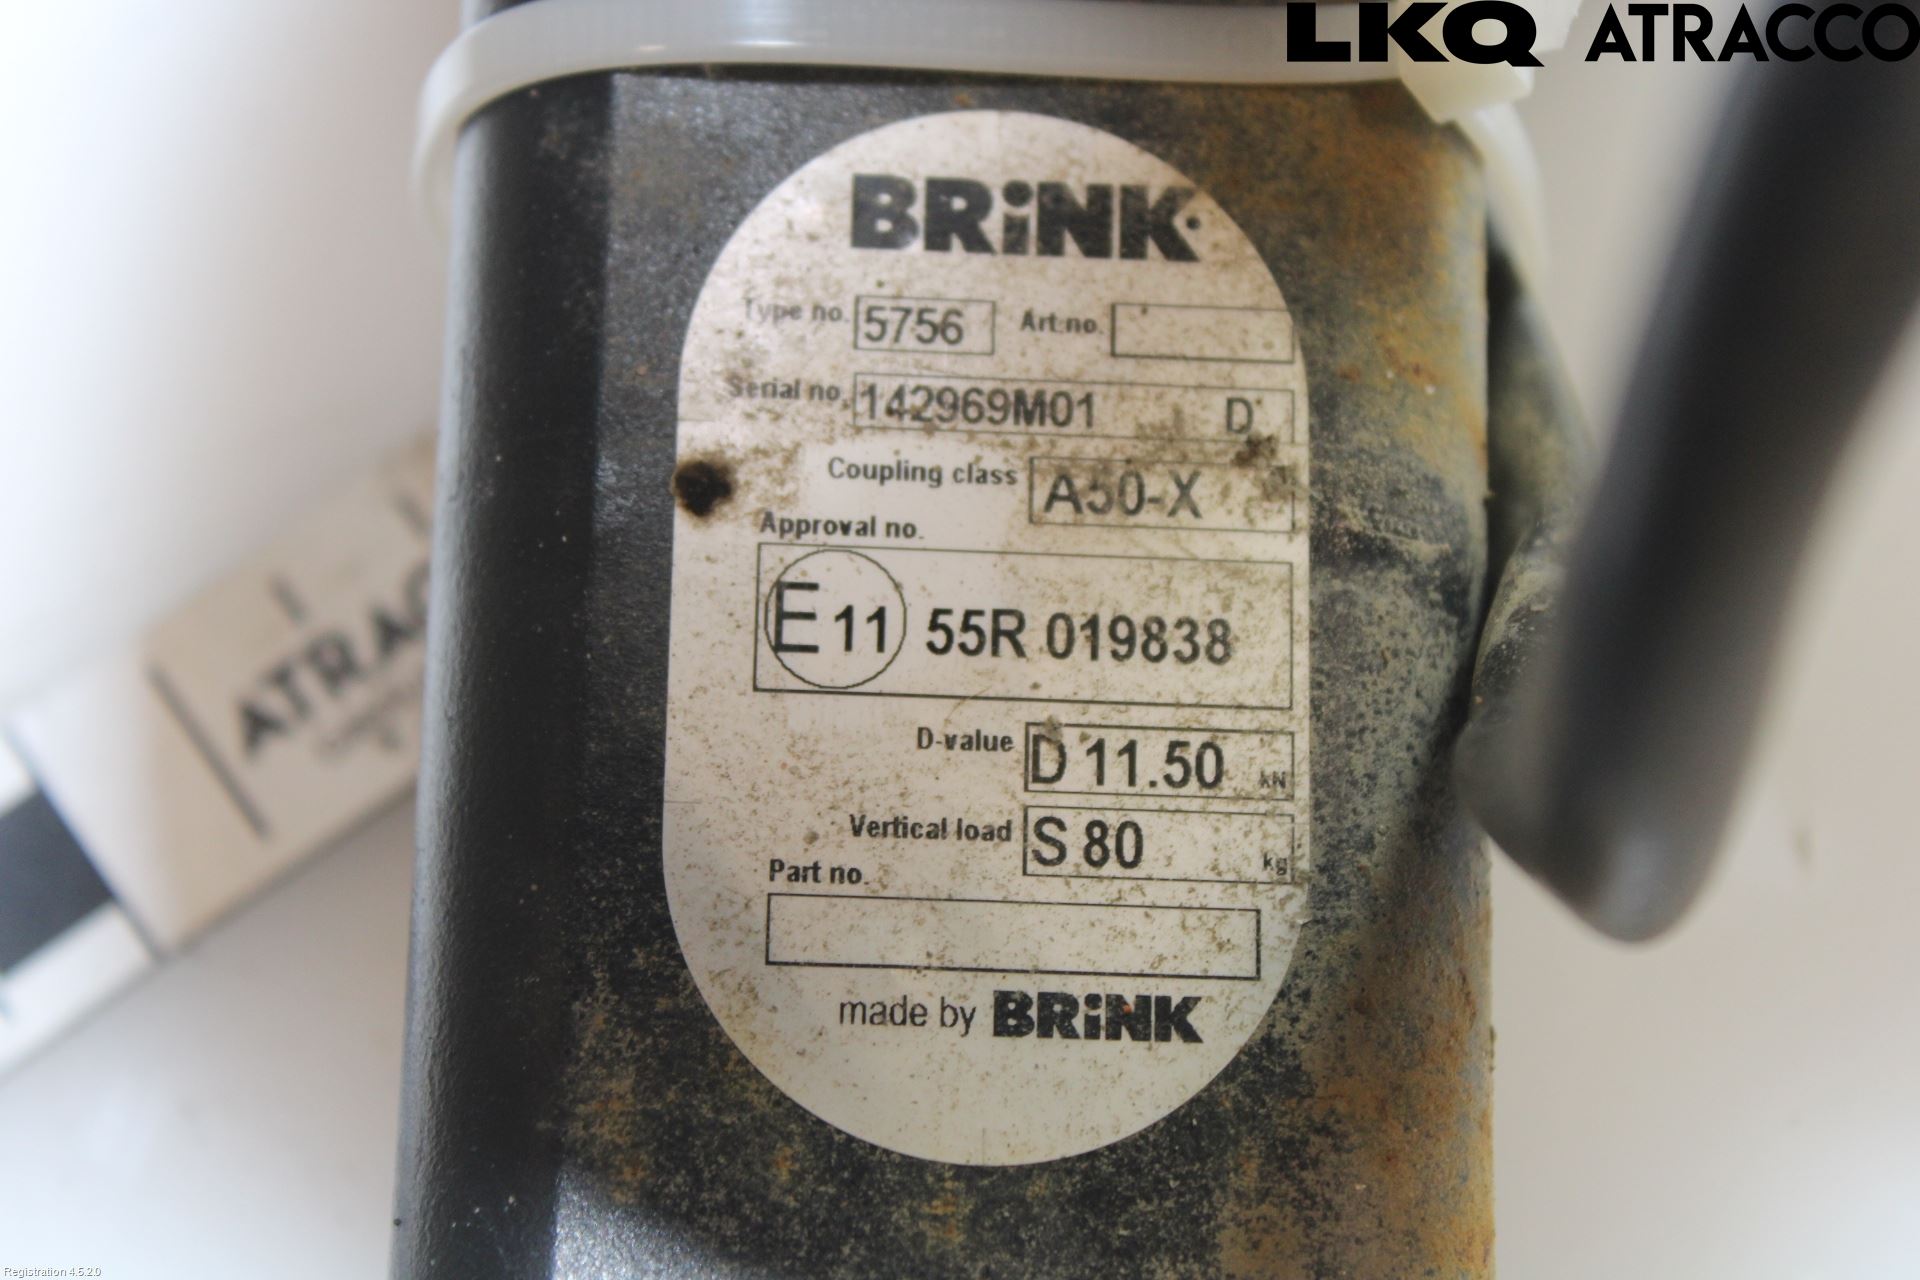 LKQ ATRACCO
BRiNK
Type no. 5756 Art.no.
Serial no. 142969M01 D
Coupling class A50-X
Approval no.
E 11 55R 019838
D-value D 11.50 kN
Vertical load S 80 kg
Part no.
made by BRiNK
ATRAC
Registration 4.5.2.0